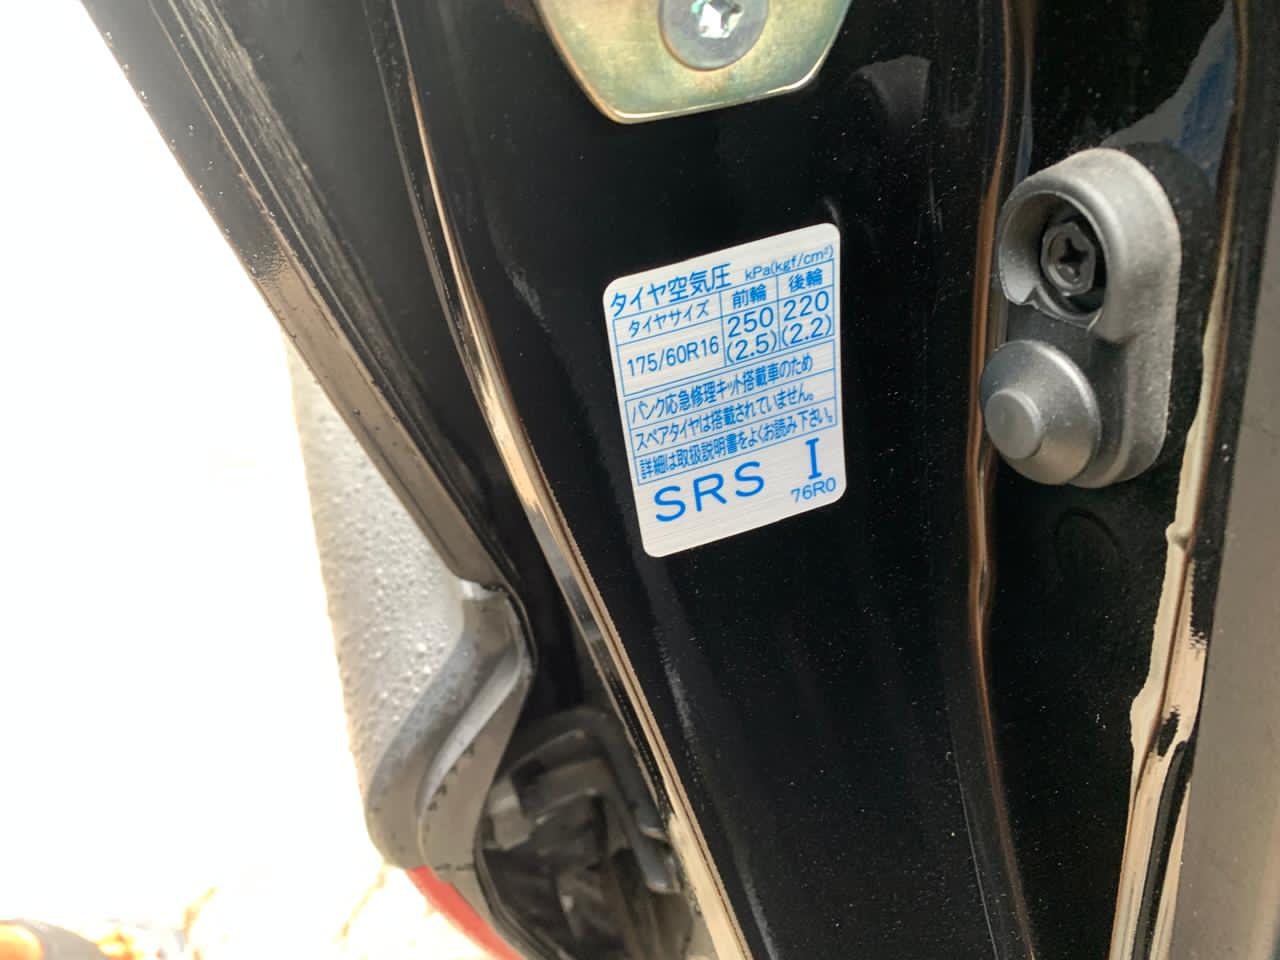 タイヤ空気圧 kPa(kgf/cm²)
タイヤサイズ 前輪 後輪
175/60R16 250 220
(2.5) (2.2)
パンク応急修理キット搭載車のため
スペアタイヤは搭載されていません。
詳細は取扱説明書をよくお読み下さい。
SRS I
76R0